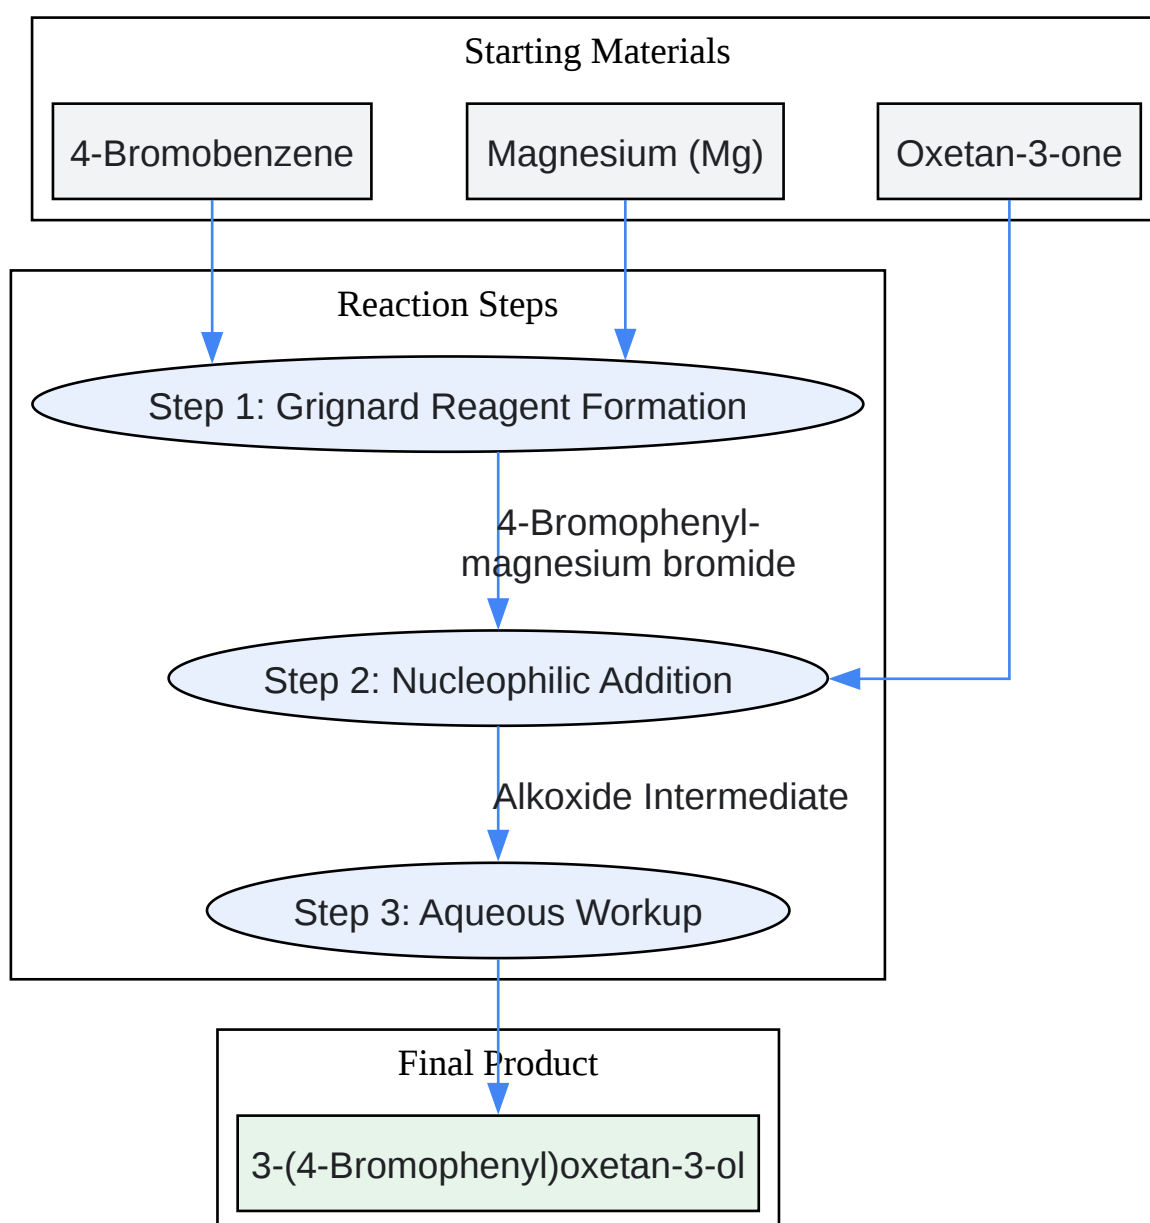 Starting Materials
4-Bromobenzene
Magnesium (Mg)
Oxetan-3-one
Reaction Steps
Step 1: Grignard Reagent Formation
4-Bromophenyl-
magnesium bromide
Step 2: Nucleophilic Addition
Alkoxide Intermediate
Step 3: Aqueous Workup
Final Product
3-(4-Bromophenyl)oxetan-3-ol